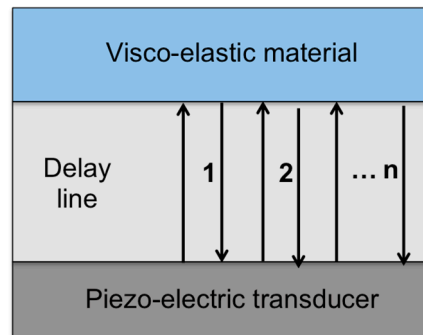 Visco-elastic material
Delay
line
1
2
... n
Piezo-electric transducer